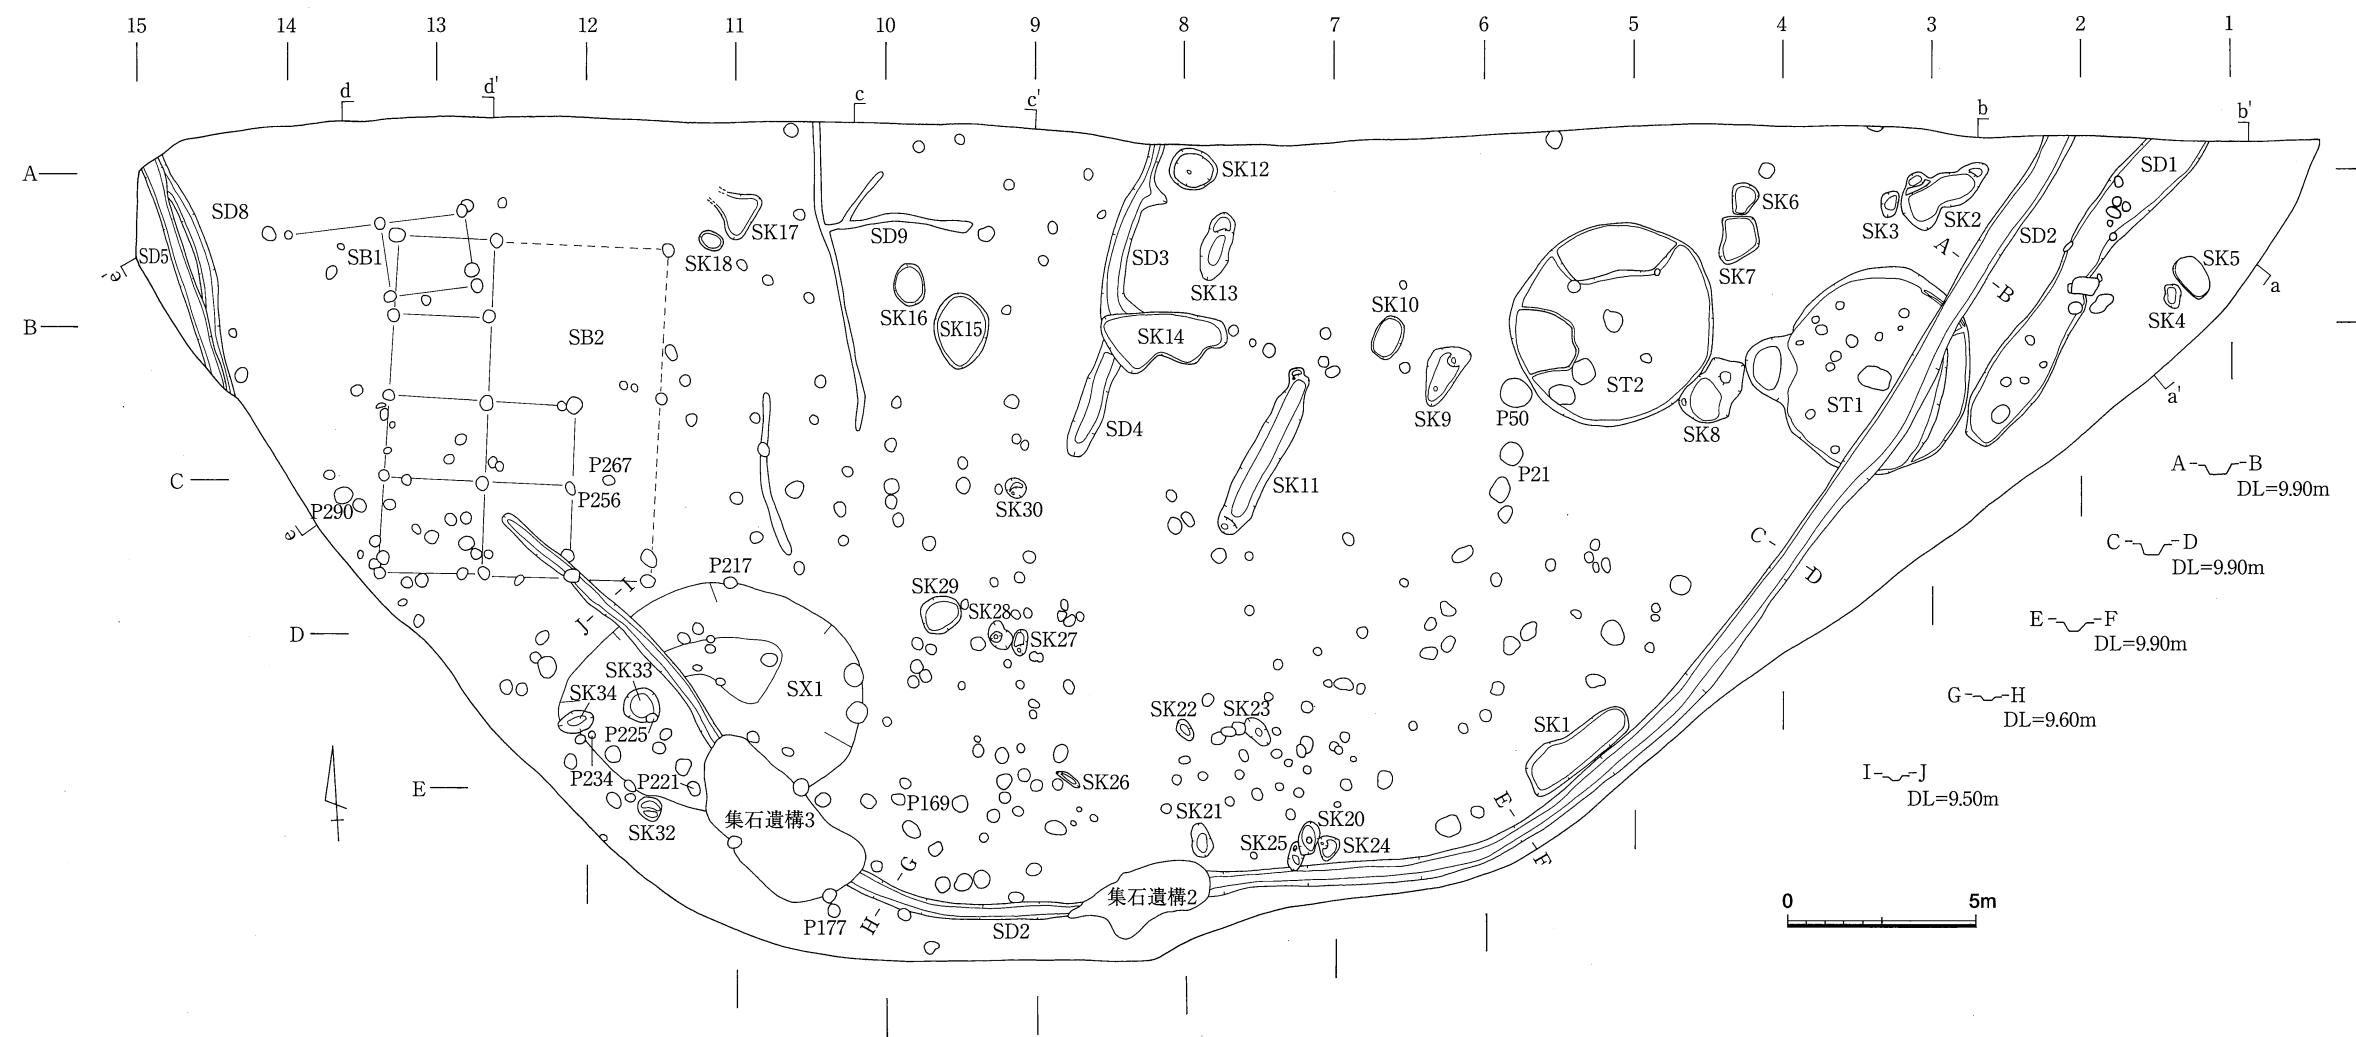 15 14 13 12 11 10 9 8 7 6 5 4 3 2 1
d d' c c' b b'
A
SD8
SD5
SB1
SK17
SK18
SD9
SK12
SD3
SK13
SK6
SK7
SK3
SK2
SD2
SD1
A
B
SK5
SK4
a
e'
B
SB2
SK16
SK15
SK14
SK10
SK9
P50
ST2
SK8
ST1
a'
SD4
C
P267
P256
P290
e
SK30
SK11
P21
A B
DL=9.90m
C
D
C D
DL=9.90m
P217
I
J
SK29
SK28
SK27
D
E F
DL=9.90m
SK33
SK34
SX1
P225
P234
P221
SK22
SK23
SK1
G H
DL=9.60m
E
SK32
集石遺構3
P169
SK26
SK21
SK25
SK20
SK24
E
F
I J
DL=9.50m
G
H
P177
SD2
集石遺構2
0 5m